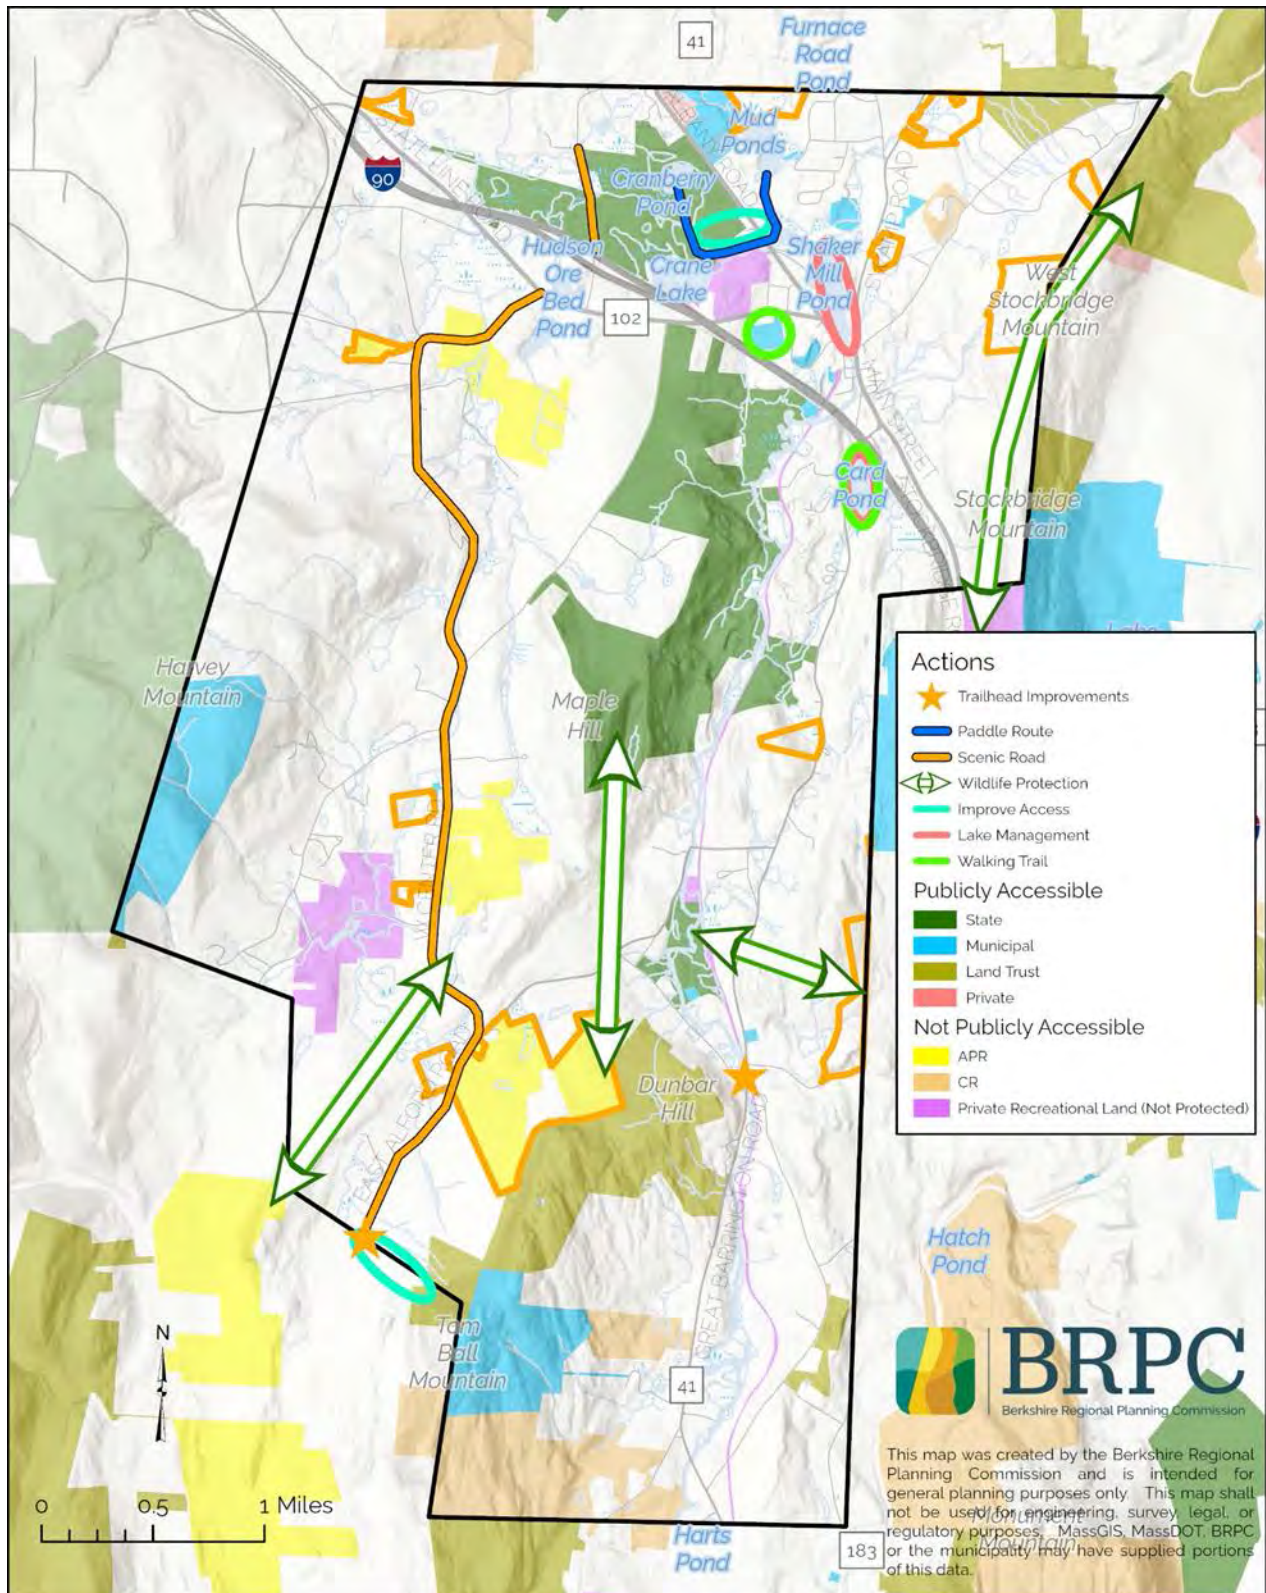 41
Furnace
Road
Pond
Mud
Ponds
STATE LINE ROAD
90
Cranberry
Pond
Hudson
Ore
Bed
Pond
Crane
Lake
Shaker
Mill
Pond
102
West
Stockbridge
Mountain
MAIN STREET
Card
Pond
Stockbridge
Mountain
Lake
Harvey
Mountain
Maple
Hill
Actions
Trailhead Improvements
Paddle Route
Scenic Road
Wildlife Protection
Improve Access
Lake Management
Walking Trail
Publicly Accessible
State
Municipal
Land Trust
Private
Not Publicly Accessible
APR
CR
Private Recreational Land (Not Protected)
Dunbar
Hill
GREAT BARRINGTON ROAD
Tom
Ball
Mountain
41
Hatch
Pond
N
0 0.5 1 Miles
BRPC
Berkshire Regional Planning Commission
This map was created by the Berkshire Regional
Planning Commission and is intended for
general planning purposes only. This map shall
not be used for engineering, survey, legal, or
regulatory purposes. MassGIS, MassDOT, BRPC
or the municipality may have supplied portions
of this data.
Monument
Mountain
Harts
Pond
183